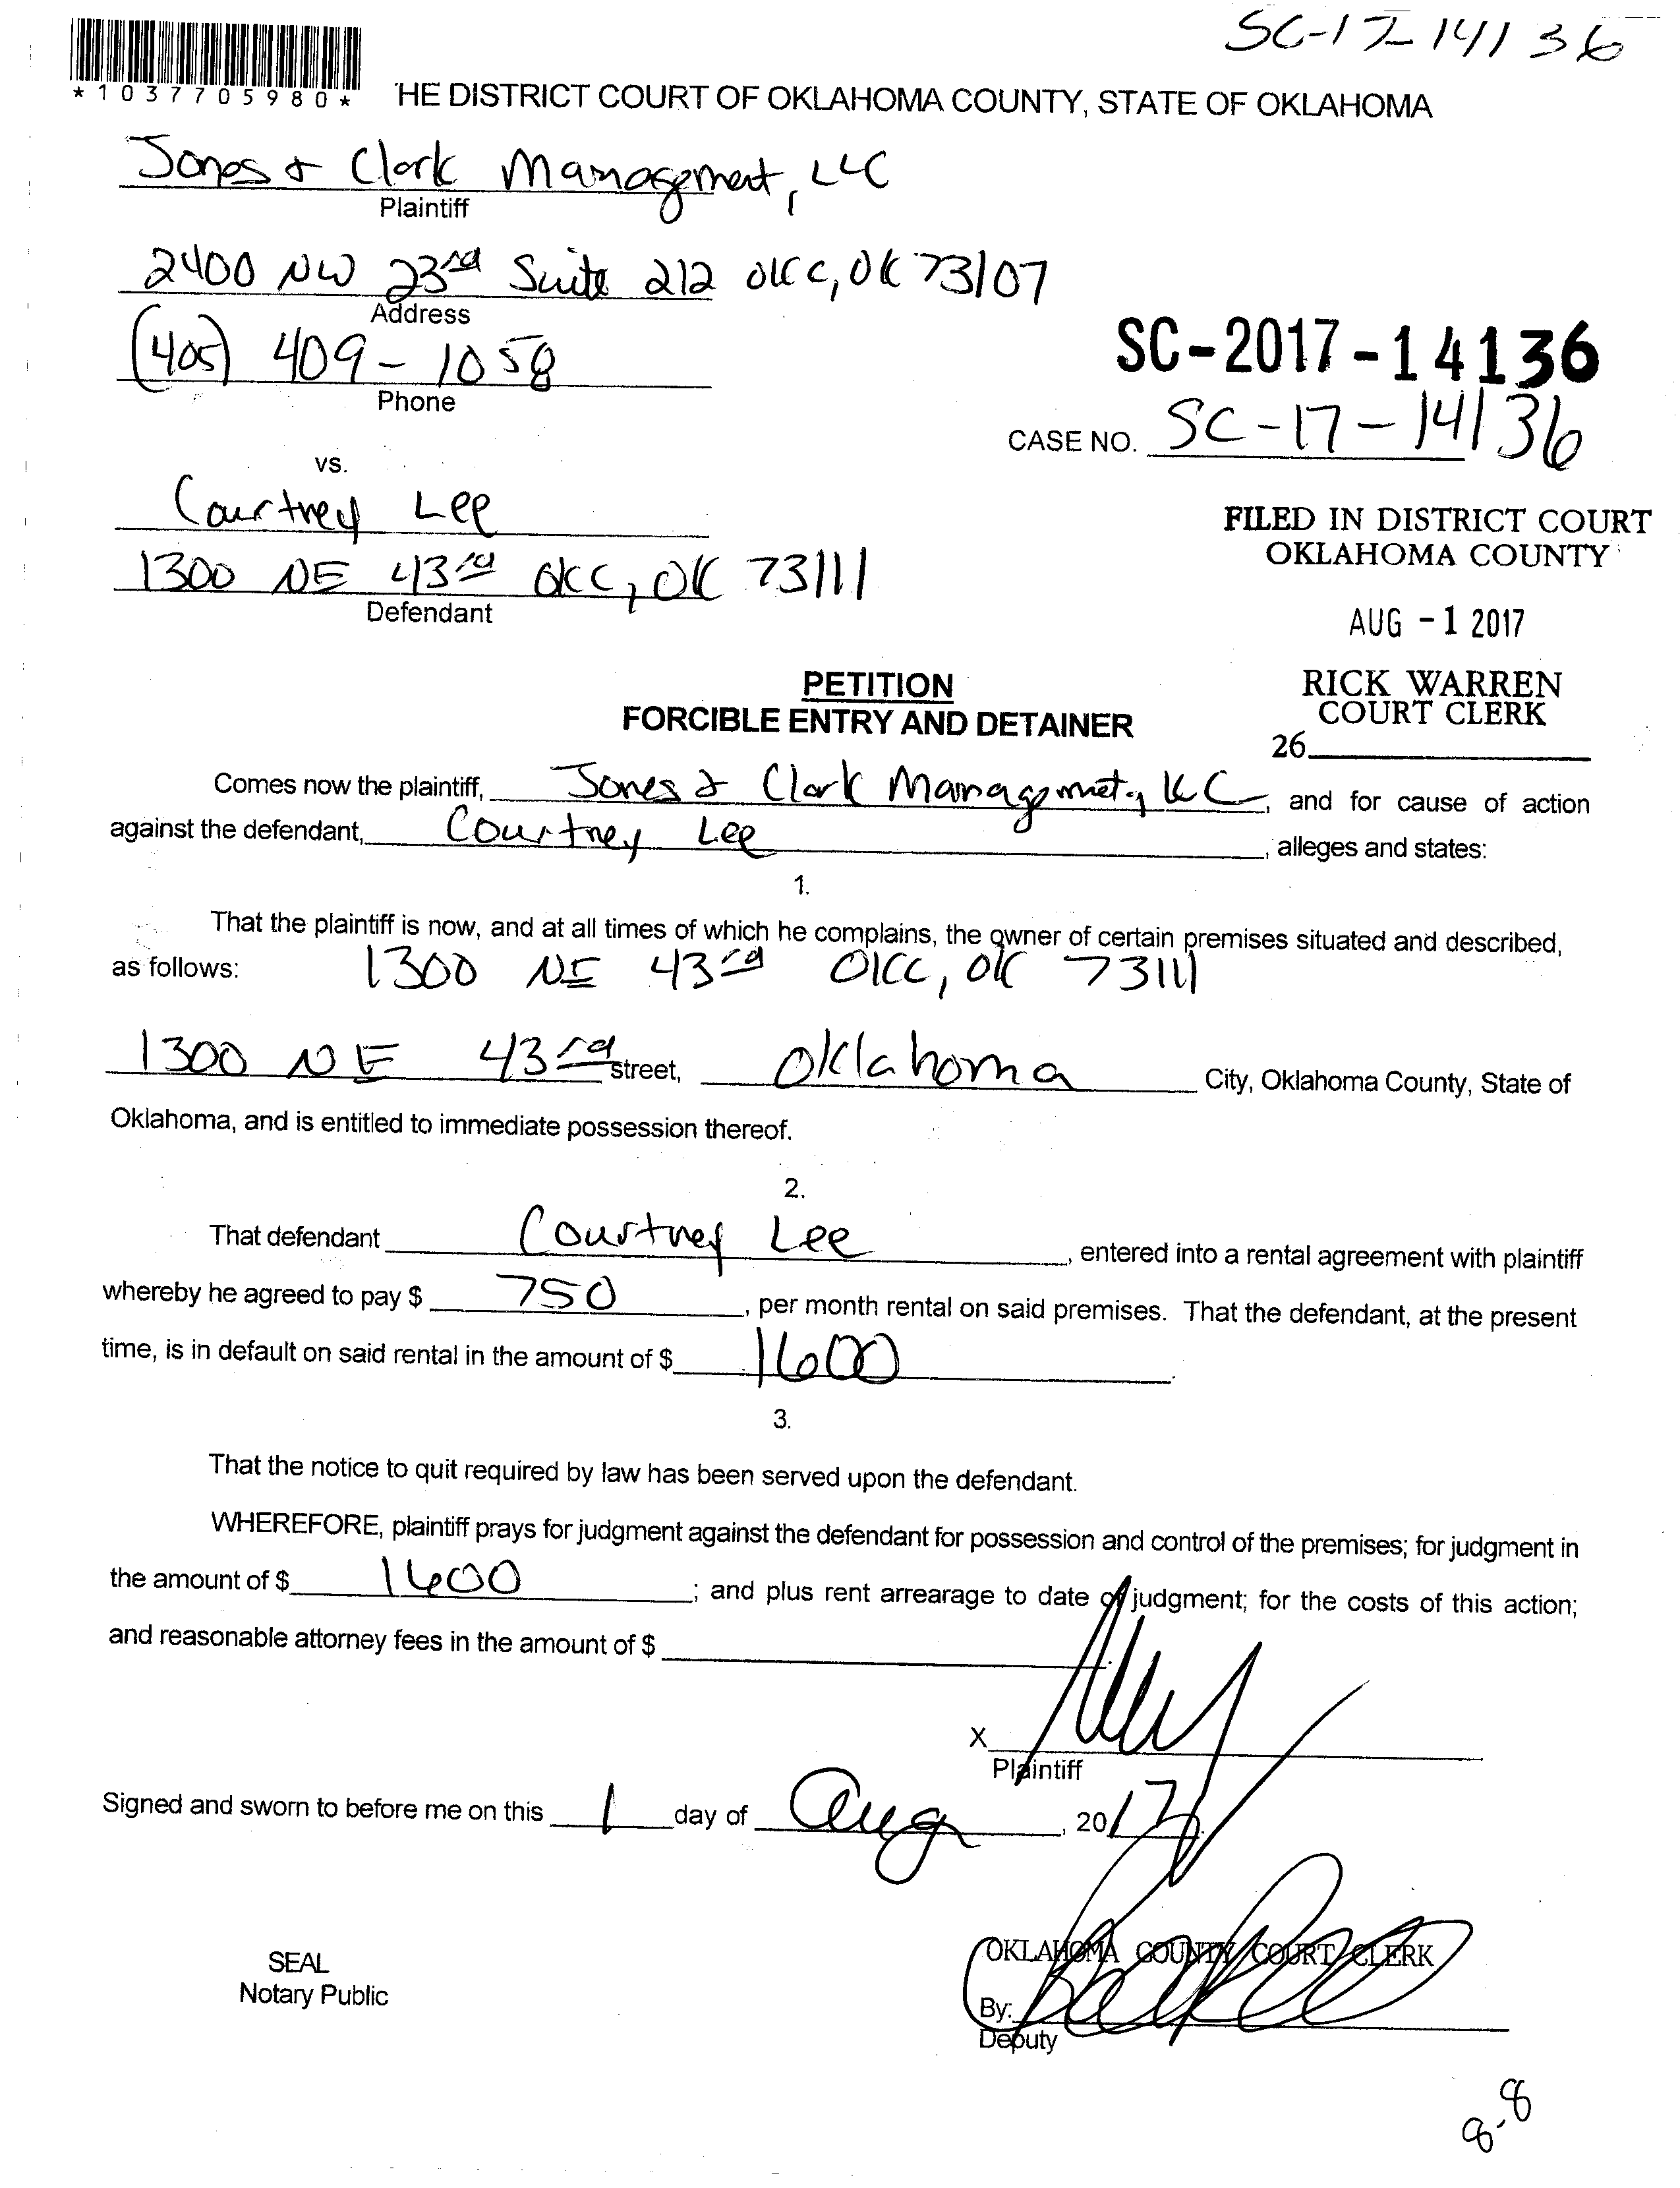 SC-17-14136
*1037705980*
HE DISTRICT COURT OF OKLAHOMA COUNTY, STATE OF OKLAHOMA
Jones & Clark Management, LLC
Plaintiff
2400 NW 23rd Suite 212 OKC, OK 73107
Address
(405) 409-1058
Phone
SC-2017-14136
CASE NO. SC-17-14136
vs.
Courtney Lee
1300 NE 43rd OKC, OK 73111
Defendant
FILED IN DISTRICT COURT
OKLAHOMA COUNTY
AUG -1 2017
RICK WARREN
COURT CLERK
26
PETITION
FORCIBLE ENTRY AND DETAINER
Comes now the plaintiff, Jones & Clark Managemet, LLC, and for cause of action
against the defendant, Courtney Lee, alleges and states:
1.
That the plaintiff is now, and at all times of which he complains, the owner of certain premises situated and described,
as follows: 1300 NE 43rd OKC, OK 73111
1300 NE 43rd street, Oklahoma City, Oklahoma County, State of
Oklahoma, and is entitled to immediate possession thereof.
2.
That defendant Courtney Lee, entered into a rental agreement with plaintiff
whereby he agreed to pay $ 750, per month rental on said premises. That the defendant, at the present
time, is in default on said rental in the amount of $ 1600.
3.
That the notice to quit required by law has been served upon the defendant.
WHEREFORE, plaintiff prays for judgment against the defendant for possession and control of the premises; for judgment in
the amount of $ 1600; and plus rent arrearage to date of judgment; for the costs of this action;
and reasonable attorney fees in the amount of $
X
Plaintiff
Signed and sworn to before me on this 1 day of Aug, 2017.
SEAL
Notary Public
OKLAHOMA COUNTY COURT CLERK
By:
Deputy
8-8